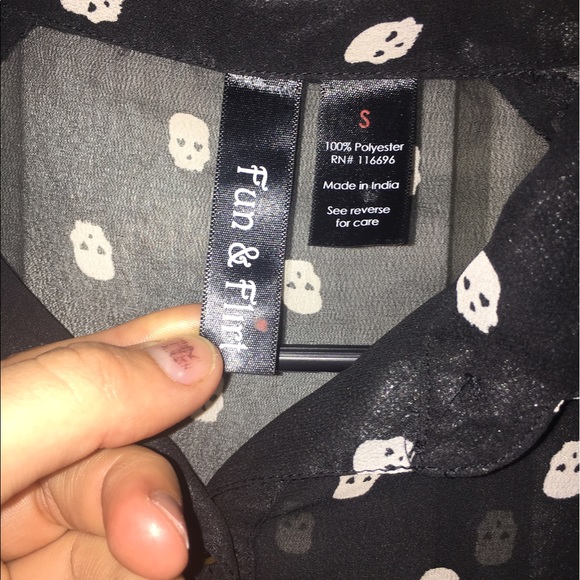 Fun & Flirt
S
100% Polyester
RN# 116696
Made in India
See reverse
for care